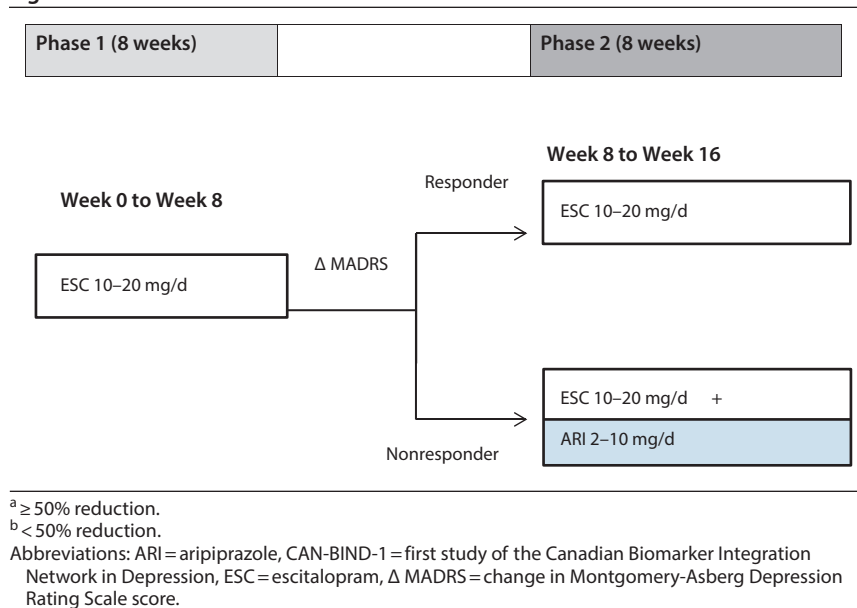 Phase 1 (8 weeks)
Phase 2 (8 weeks)
Week 0 to Week 8
ESC 10–20 mg/d
Δ MADRS
Responder
Week 8 to Week 16
ESC 10–20 mg/d
Nonresponder
ESC 10–20 mg/d +
ARI 2–10 mg/d
a ≥ 50% reduction.
b < 50% reduction.
Abbreviations: ARI = aripiprazole, CAN-BIND-1 = first study of the Canadian Biomarker Integration
Network in Depression, ESC = escitalopram, Δ MADRS = change in Montgomery-Asberg Depression
Rating Scale score.